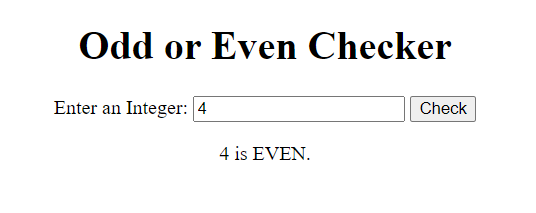 Odd or Even Checker
Enter an Integer: 4 Check
4 is EVEN.